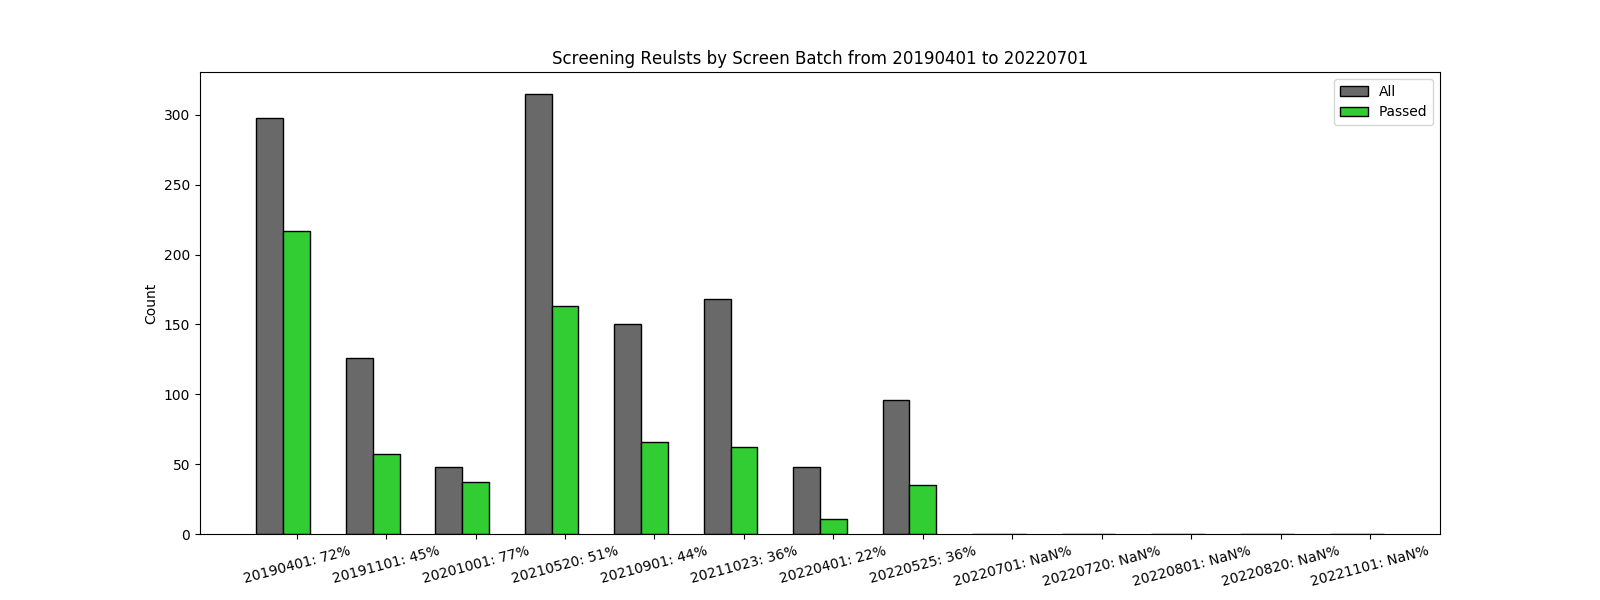 Screening Reulsts by Screen Batch from 20190401 to 20220701
All
Passed
Count
300
250
200
150
100
50
0
20190401: 72%
20191101: 45%
20201001: 77%
20210520: 51%
20210901: 44%
20211023: 36%
20220401: 22%
20220525: 36%
20220701: NaN%
20220720: NaN%
20220801: NaN%
20220820: NaN%
20221101: NaN%